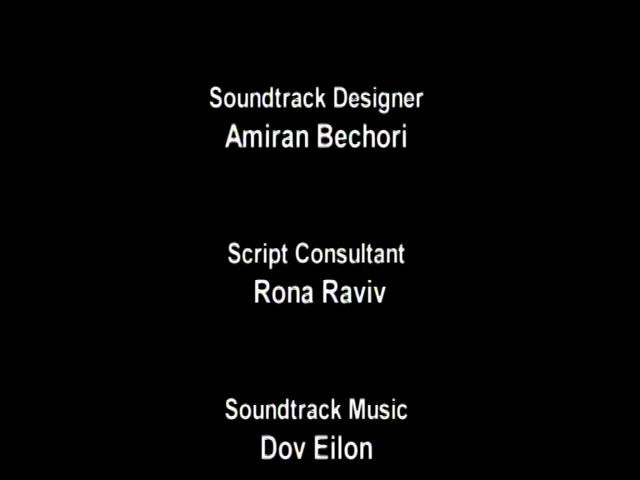 Soundtrack Designer
Amiran Bechori
Script Consultant
Rona Raviv
Soundtrack Music
Dov Eilon